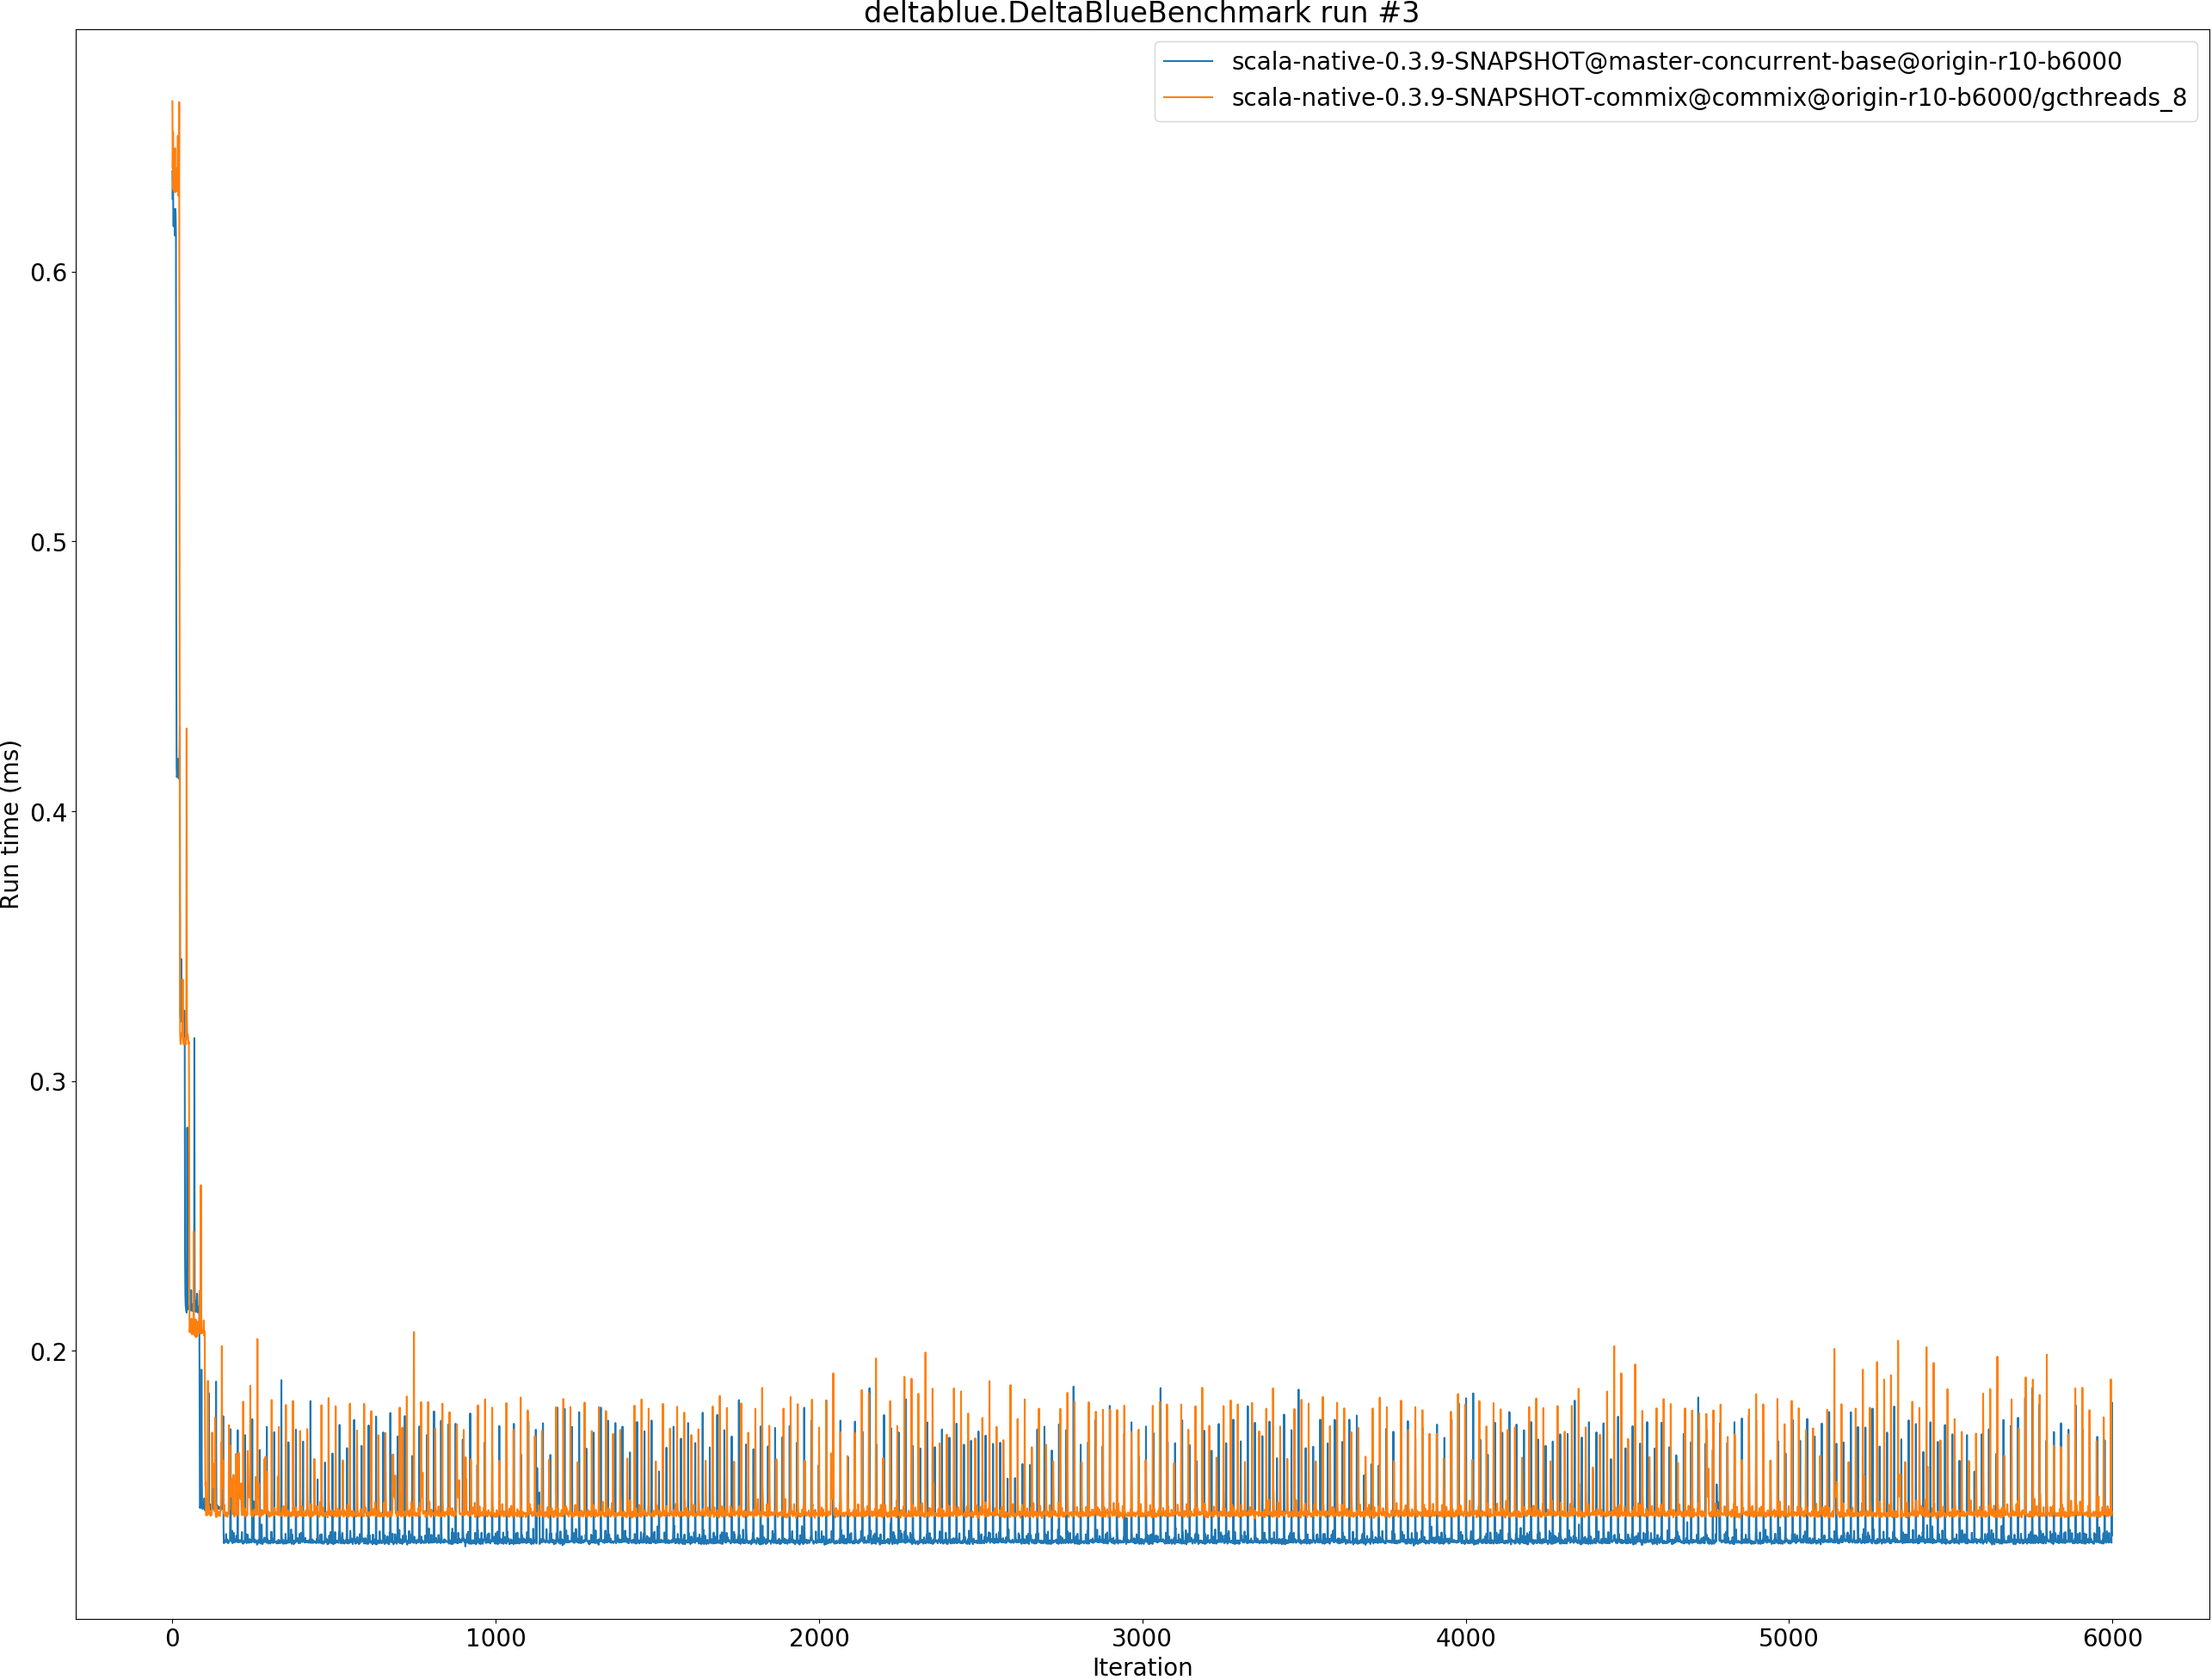 deltablue.DeltaBlueBenchmark run #3
scala-native-0.3.9-SNAPSHOT@master-concurrent-base@origin-r10-b6000
scala-native-0.3.9-SNAPSHOT-commix@commix@origin-r10-b6000/gcthreads_8
0.6
0.5
0.4
0.3
0.2
Run time (ms)
0 1000 2000 3000 4000 5000 6000
Iteration